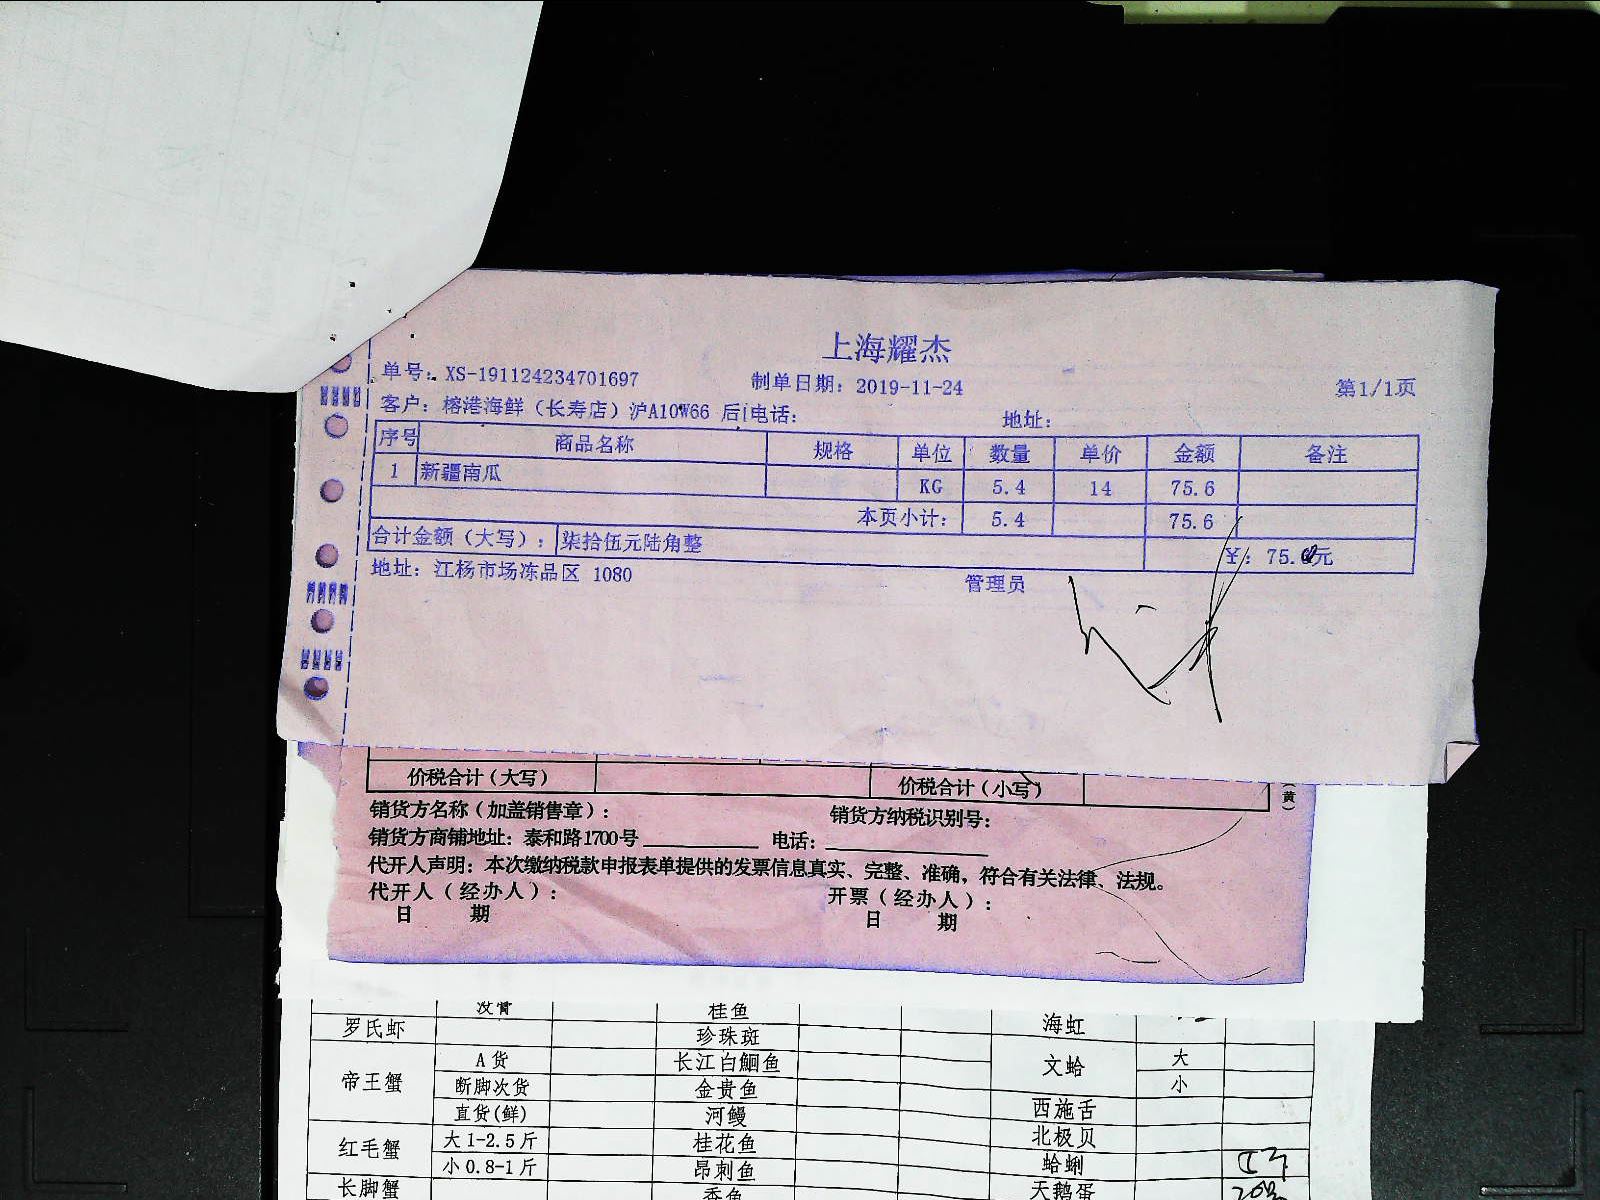 上海耀杰
单号: XS-191124234701697 制单日期: 2019-11-24 第1/1页
客户: 榕港海鲜（长寿店）沪A10W66 后 电话: 地址:
序号 商品名称 规格 单位 数量 单价 金额 备注
1 新疆南瓜 KG 5.4 14 75.6
本页小计: 5.4 75.6
合计金额（大写）: 柒拾伍元陆角整 ¥: 75. 元
地址: 江杨市场冻品区 1080 管理员
价税合计（大写） 价税合计（小写）
（黄）
销货方名称（加盖销售章）: 销货方纳税识别号:
销货方商铺地址: 泰和路1700号 电话:
代开人声明: 本次缴纳税款申报表单提供的发票信息真实、完整、准确，符合有关法律、法规。
代开人（经办人）: 开票（经办人）:
日 期 日 期
没膏 桂鱼
罗氏虾 珍珠斑 海虹
帝王蟹 A货 长江白鮰鱼 文蛤 大
断脚次货 金贵鱼 小
直货(鲜) 河鳗 西施舌
红毛蟹 大1-2.5斤 桂花鱼 北极贝
小0.8-1斤 昂刺鱼 蛤蜊
长脚蟹 香鱼 天鹅蛋